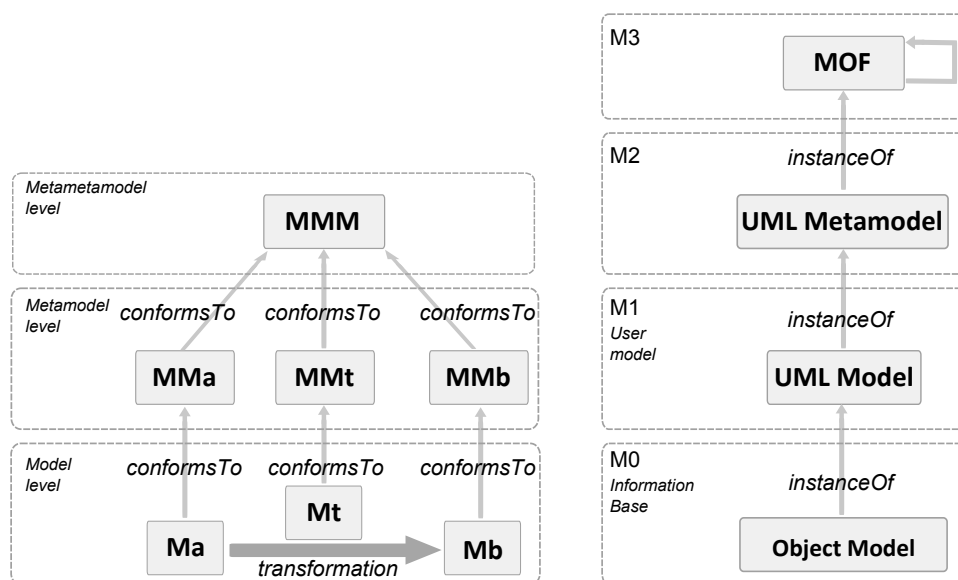 Metametamodel
level
MMM
Metamodel
level
conformsTo
conformsTo
conformsTo
MMa
MMt
MMb
Model
level
conformsTo
conformsTo
conformsTo
Mt
Ma
Mb
transformation
M3
MOF
M2
instanceOf
UML Metamodel
M1
User
model
instanceOf
UML Model
M0
Information
Base
instanceOf
Object Model